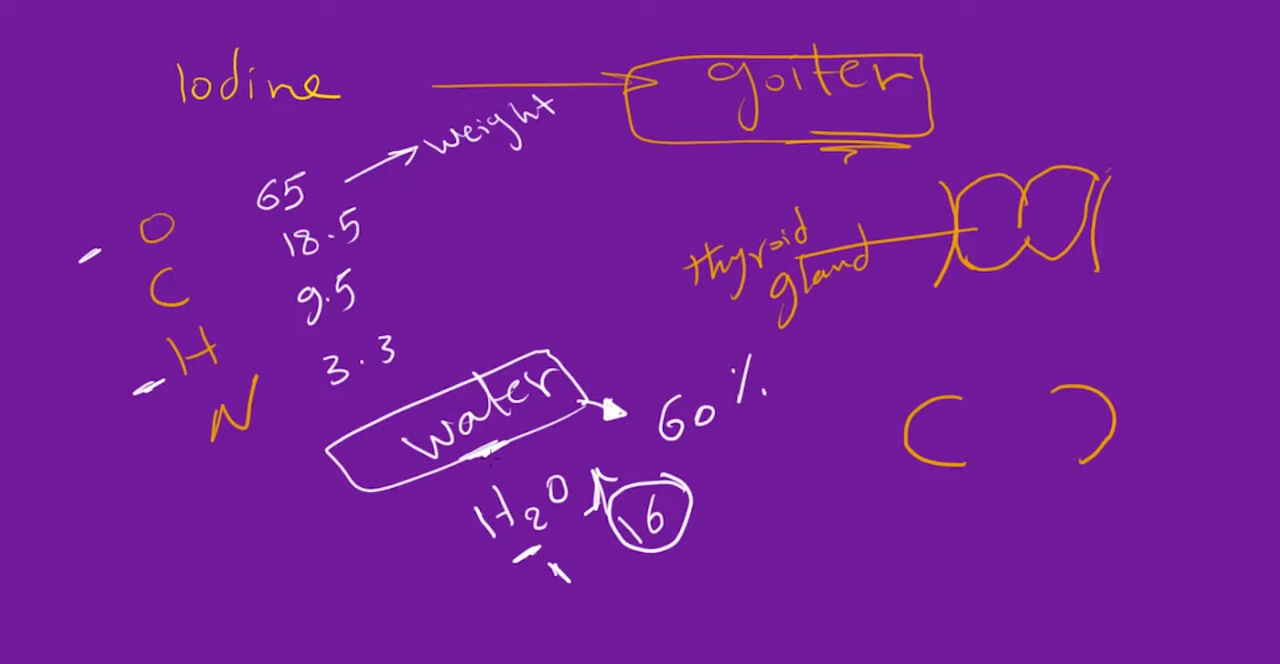 Iodine → goiter
65 → weight
O 18.5
C 9.5
H 3.3
N
thyroid
gland
water → 60%
H2O ↑ 16